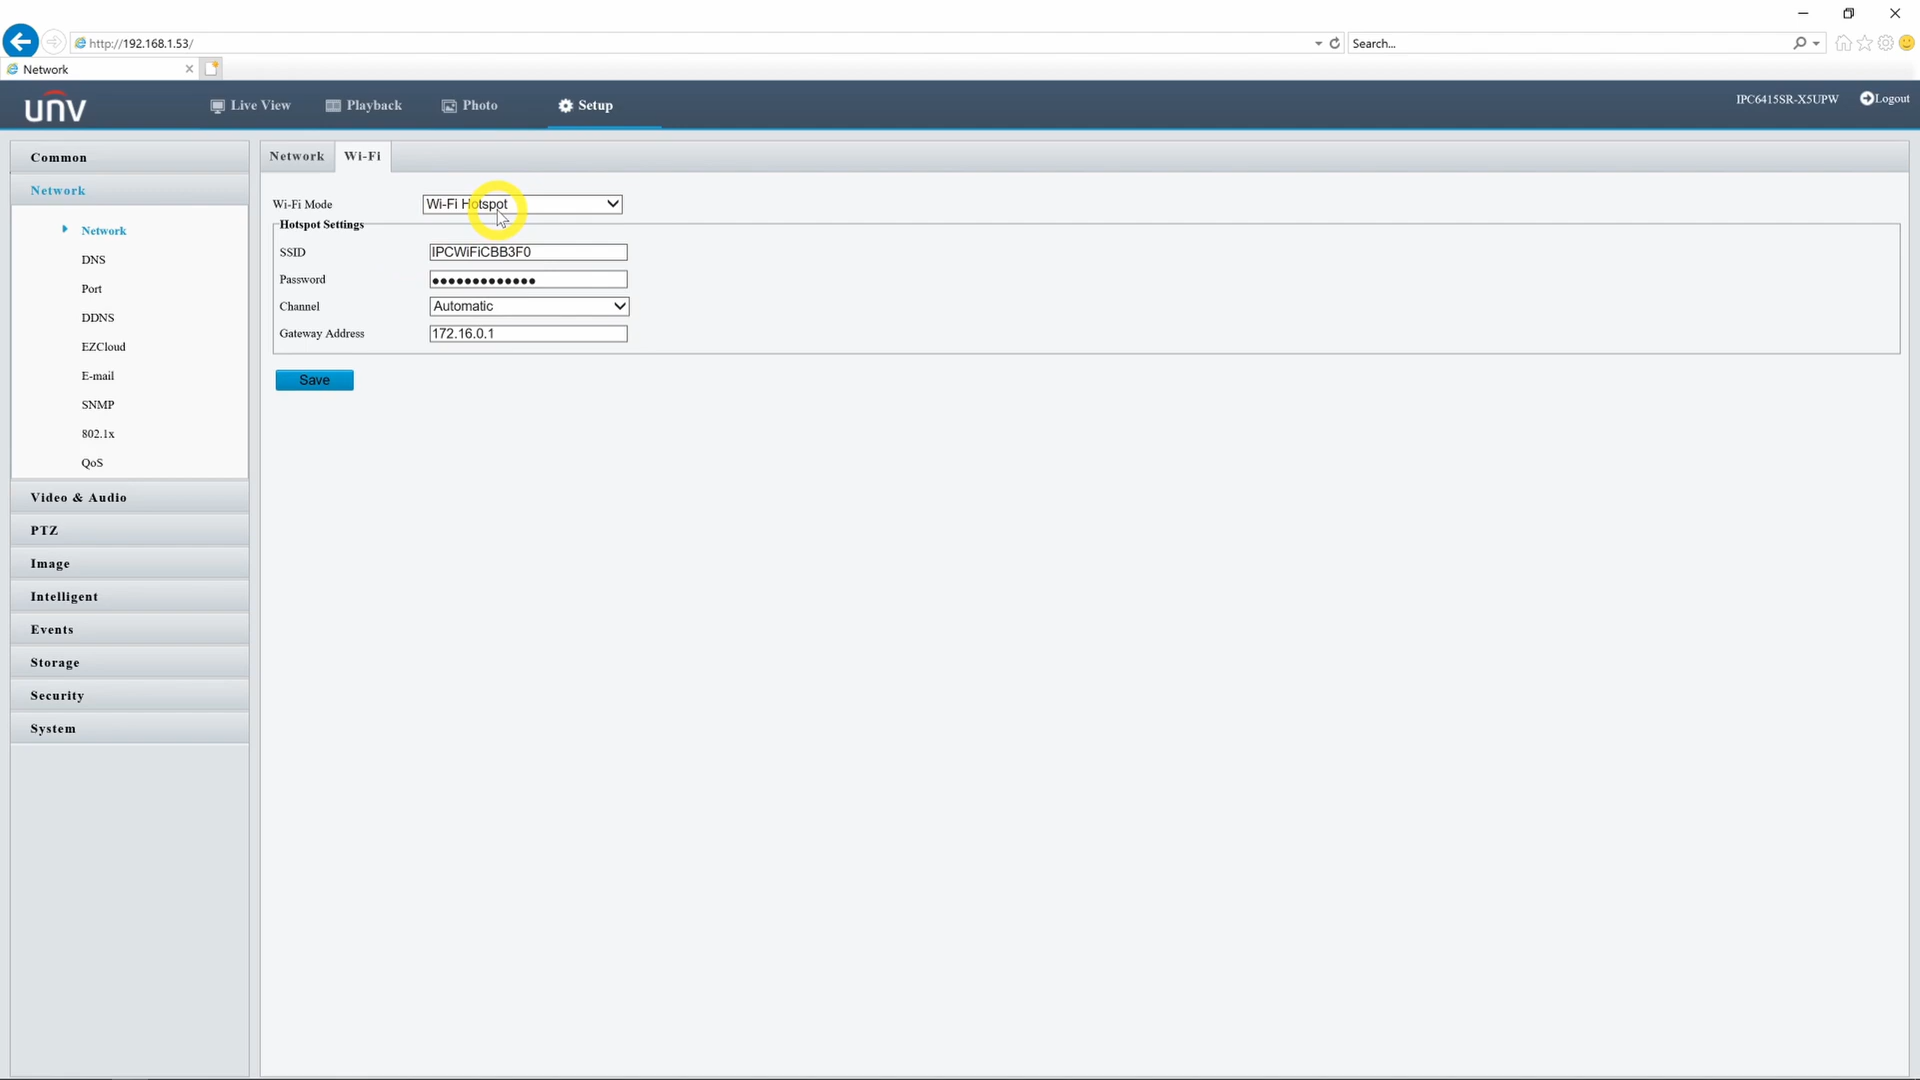 http://192.168.1.53/
Search...
Network
unv
Live View
Playback
Photo
Setup
IPC6415SR-X5UPW
Logout
Common
Network
Network
DNS
Port
DDNS
EZCloud
E-mail
SNMP
802.1x
QoS
Video & Audio
PTZ
Image
Intelligent
Events
Storage
Security
System
Network
Wi-Fi
Wi-Fi Mode
Wi-Fi Hotspot
Hotspot Settings
SSID
IPCWiFiCBB3F0
Password
•••••••••••••
Channel
Automatic
Gateway Address
172.16.0.1
Save